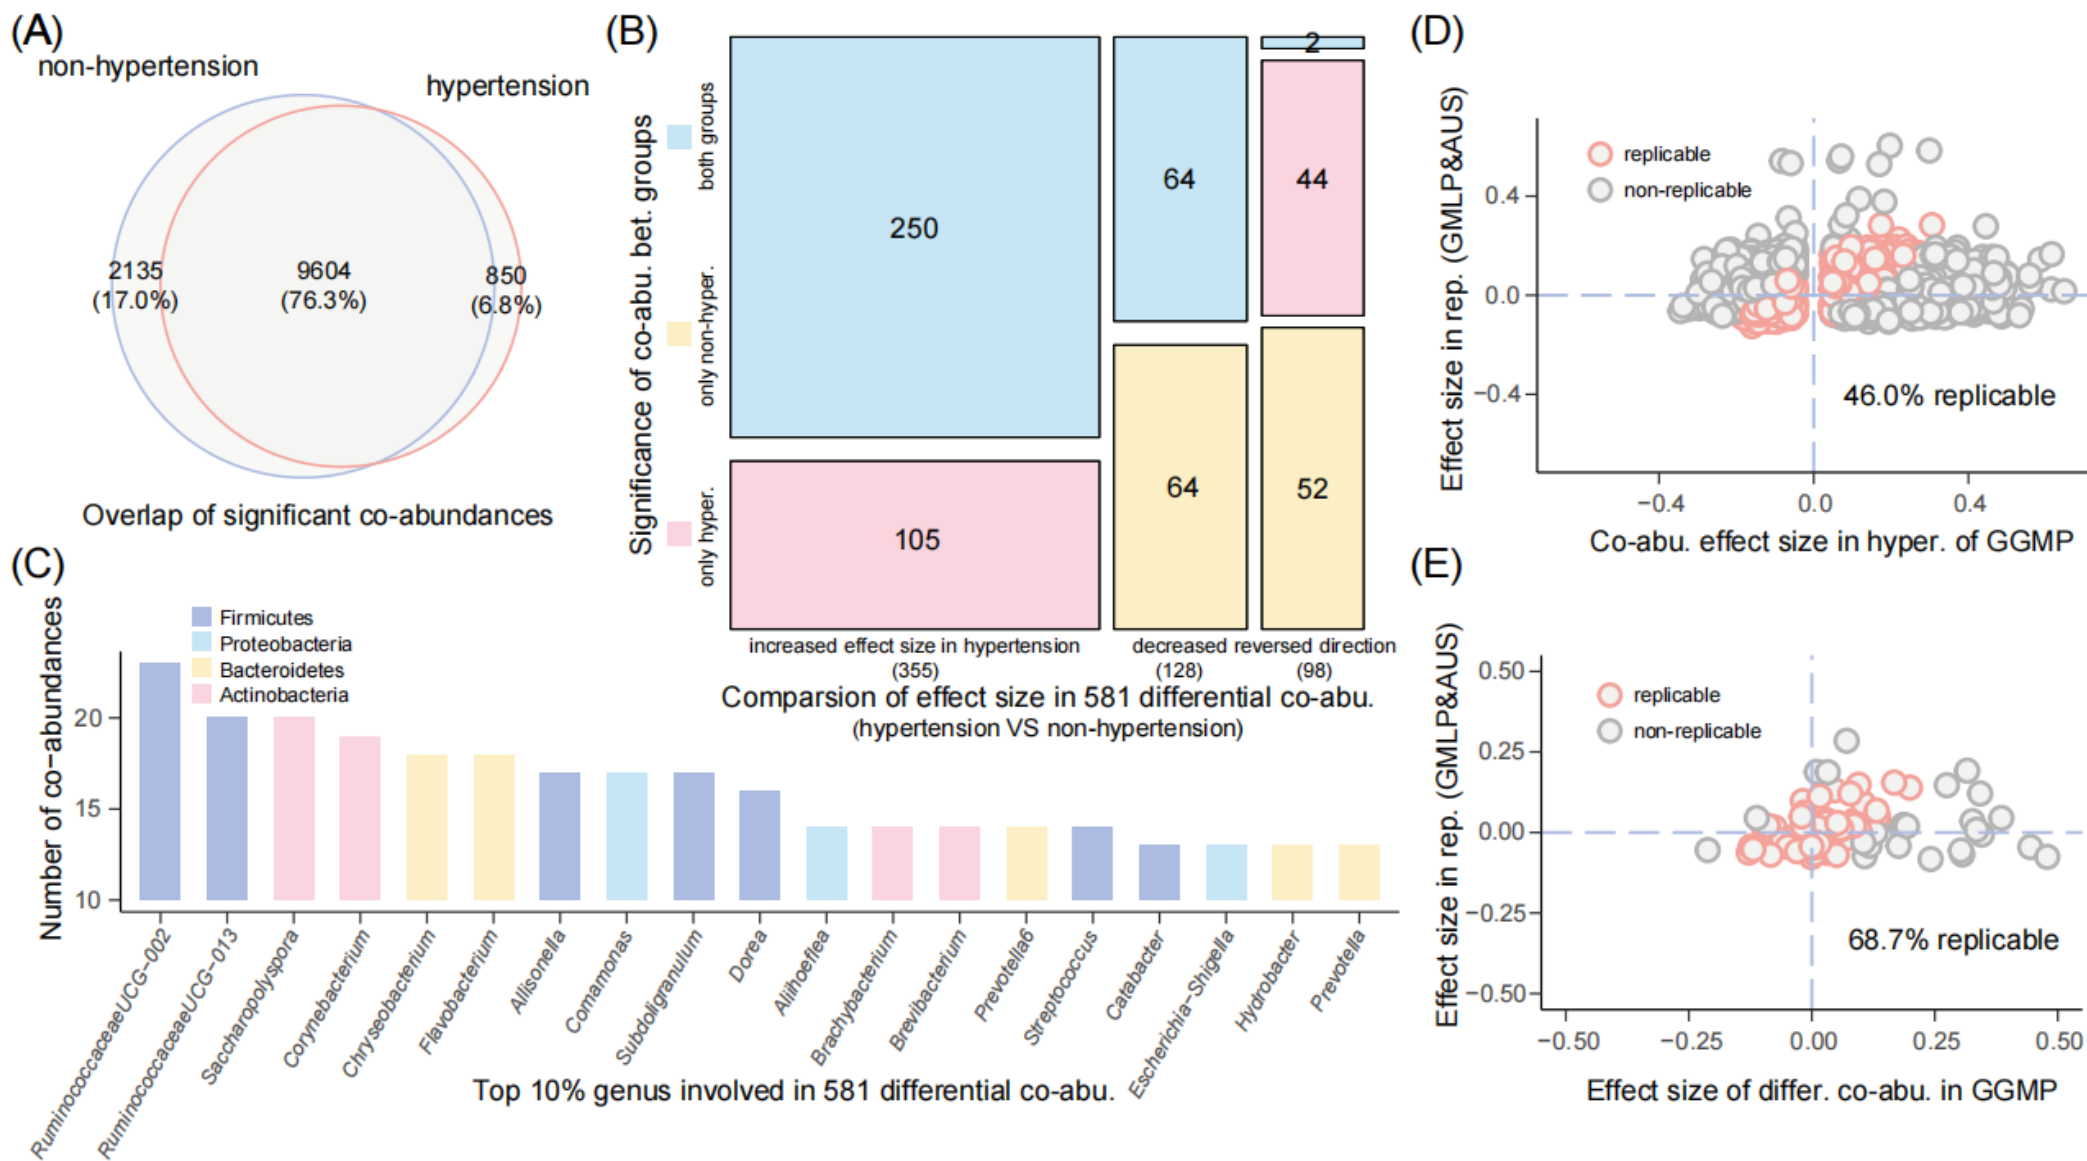 (A)
non-hypertension
hypertension
2135
(17.0%)
9604
(76.3%)
850
(6.8%)
Overlap of significant co-abundances
(B)
Significance of co-abu. bet. groups
both groups
only non-hyper.
only hyper.
250
105
64
64
2
44
52
increased effect size in hypertension
(355)
decreased
(128)
reversed direction
(98)
Comparsion of effect size in 581 differential co-abu.
(hypertension VS non-hypertension)
(C)
Number of co-abundances
Firmicutes
Proteobacteria
Bacteroidetes
Actinobacteria
20
15
10
RuminococcaceaeUCG-002
RuminococcaceaeUCG-013
Saccharopolyspora
Corynebacterium
Chryseobacterium
Flavobacterium
Allisonella
Comamonas
Subdoligranulum
Dorea
Aliihoeflea
Brachybacterium
Brevibacterium
Prevotella6
Streptococcus
Catabacter
Escherichia-Shigella
Hydrobacter
Prevotella
Top 10% genus involved in 581 differential co-abu.
(D)
Effect size in rep. (GMLP&AUS)
replicable
non-replicable
0.4
0.0
−0.4
46.0% replicable
−0.4
0.0
0.4
Co-abu. effect size in hyper. of GGMP
(E)
Effect size in rep. (GMLP&AUS)
replicable
non-replicable
0.50
0.25
0.00
−0.25
−0.50
68.7% replicable
−0.50
−0.25
0.00
0.25
0.50
Effect size of differ. co-abu. in GGMP